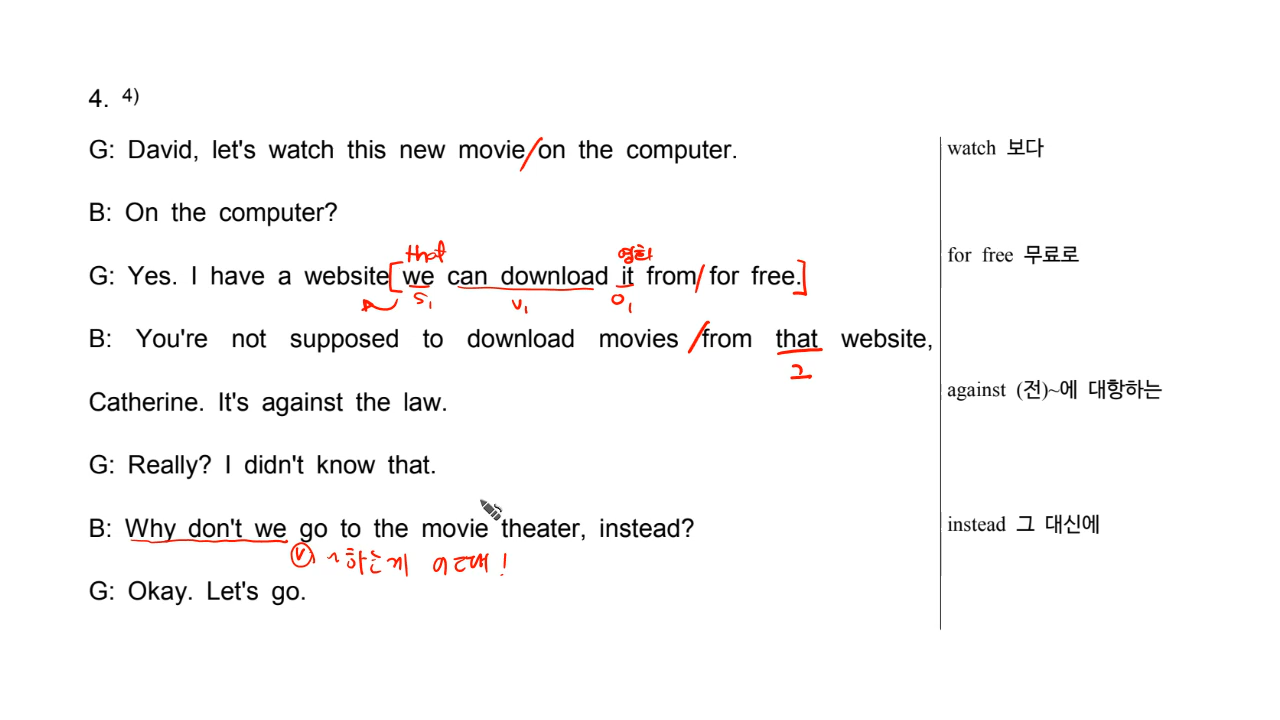 4. 4)
G: David, let's watch this new movie/on the computer.
watch 보다
B: On the computer?
that
영화
G: Yes. I have a website[we can download it from/for free.]
for free 무료로
S1
V1
O1
B: You're not supposed to download movies /from that website,
그
Catherine. It's against the law.
against (전)~에 대항하는
G: Really? I didn't know that.
B: Why don't we go to the movie theater, instead?
instead 그 대신에
V ~하는게 어때!
G: Okay. Let's go.